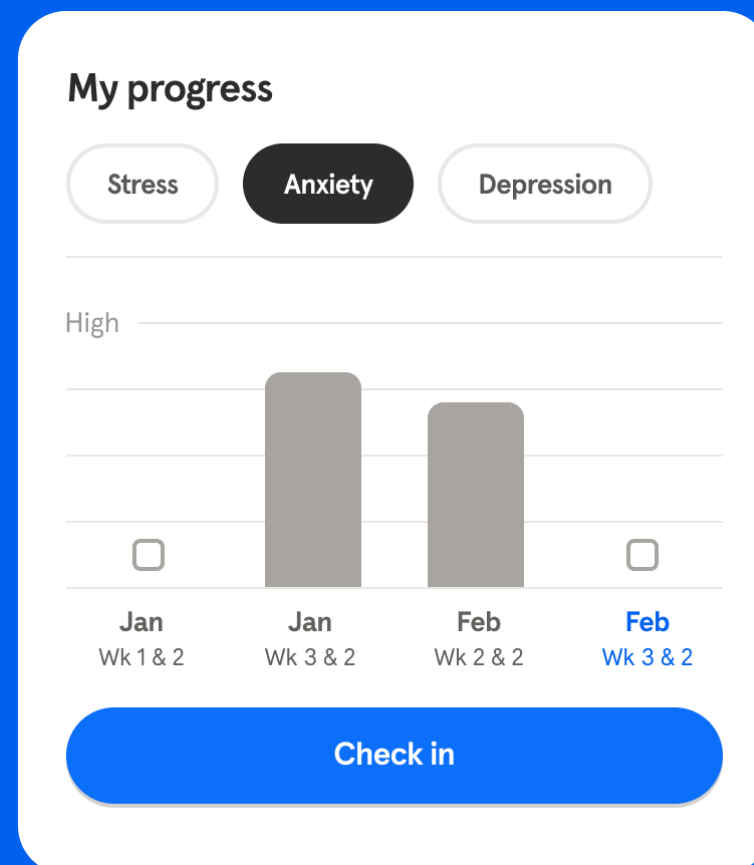 My progress
Stress Anxiety Depression
High
Jan Jan Feb Feb
Wk 1 & 2 Wk 3 & 2 Wk 2 & 2 Wk 3 & 2
Check in